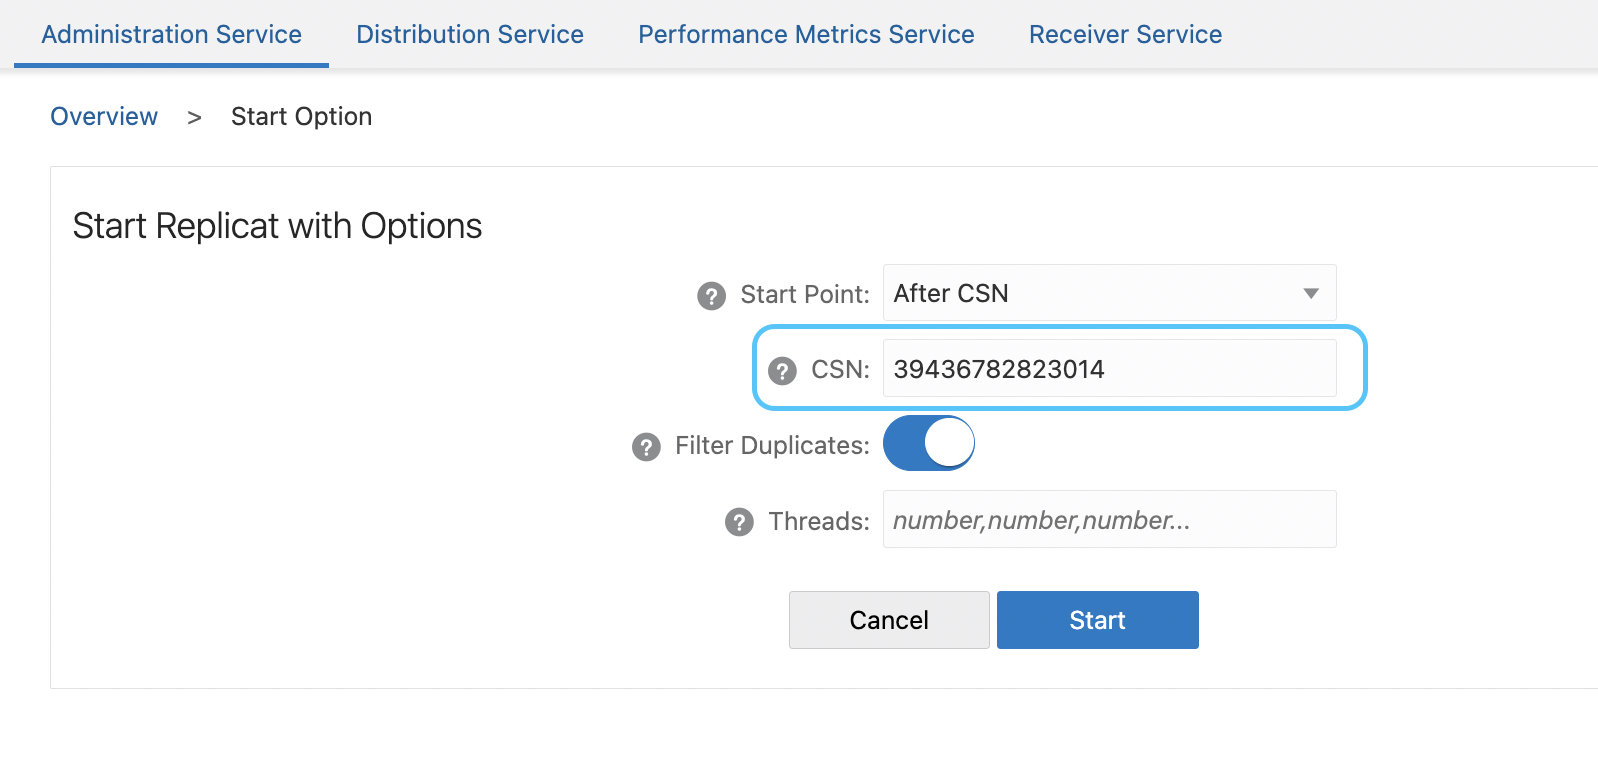 Administration Service Distribution Service Performance Metrics Service Receiver Service
Overview > Start Option
Start Replicat with Options
? Start Point: After CSN
? CSN: 39436782823014
? Filter Duplicates:
? Threads: number,number,number...
Cancel Start